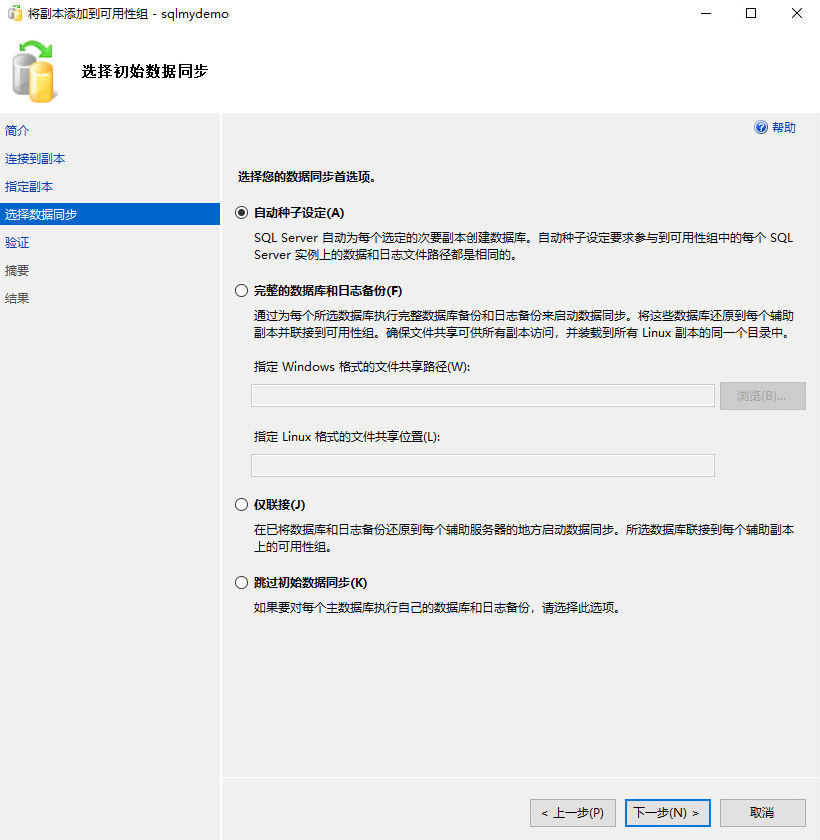 将副本添加到可用性组 - sqlmydemo
选择初始数据同步
简介
连接到副本
指定副本
选择数据同步
验证
摘要
结果
帮助
选择您的数据同步首选项。
自动种子设定(A)
SQL Server 自动为每个选定的次要副本创建数据库。自动种子设定要求参与到可用性组中的每个 SQL
Server 实例上的数据和日志文件路径都是相同的。
完整的数据库和日志备份(F)
通过为每个所选数据库执行完整数据库备份和日志备份来启动数据同步。将这些数据库还原到每个辅助
副本并联接到可用性组。确保文件共享可供所有副本访问，并装载到所有 Linux 副本的同一个目录中。
指定 Windows 格式的文件共享路径(W):
浏览(B)...
指定 Linux 格式的文件共享位置(L):
仅联接(J)
在已将数据库和日志备份还原到每个辅助服务器的地方启动数据同步。所选数据库联接到每个辅助副本
上的可用性组。
跳过初始数据同步(K)
如果要对每个主数据库执行自己的数据库和日志备份，请选择此选项。
< 上一步(P)
下一步(N) >
取消